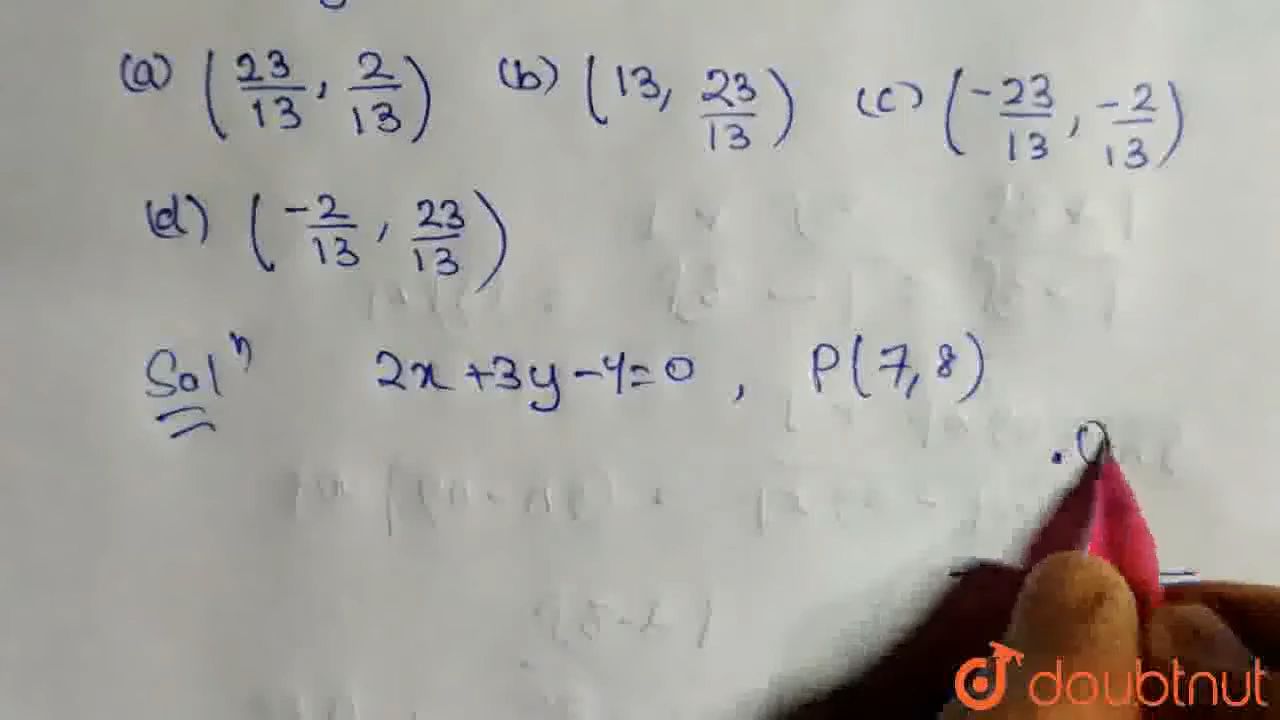 (a) (23/13, 2/13) (b) (13, 23/13) (c) (-23/13, -2/13)
(d) (-2/13, 23/13)
Solⁿ 2x+3y-4=0, P(7,8)
doubtnut